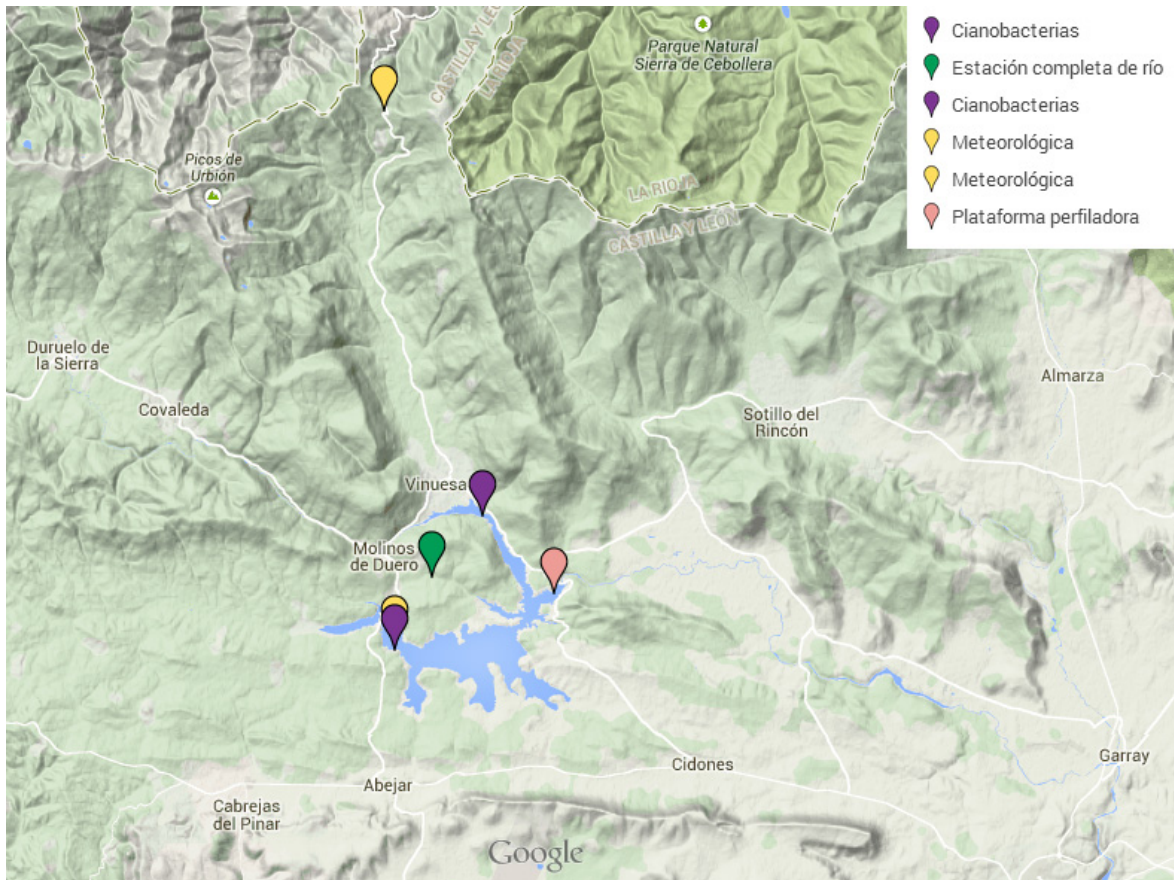 Cianobacterias
Estación completa de río
Cianobacterias
Meteorológica
Meteorológica
Plataforma perfiladora
CASTILLA Y LEÓN
LA RIOJA
Parque Natural
Sierra de Cebollera
Picos de
Urbión
LA RIOJA
CASTILLA Y LEÓN
Duruelo de
la Sierra
Almarza
Covaleda
Sotillo del
Rincón
Vinuesa
Molinos
de Duero
Garray
Cidones
Abejar
Cabrejas
del Pinar
Google